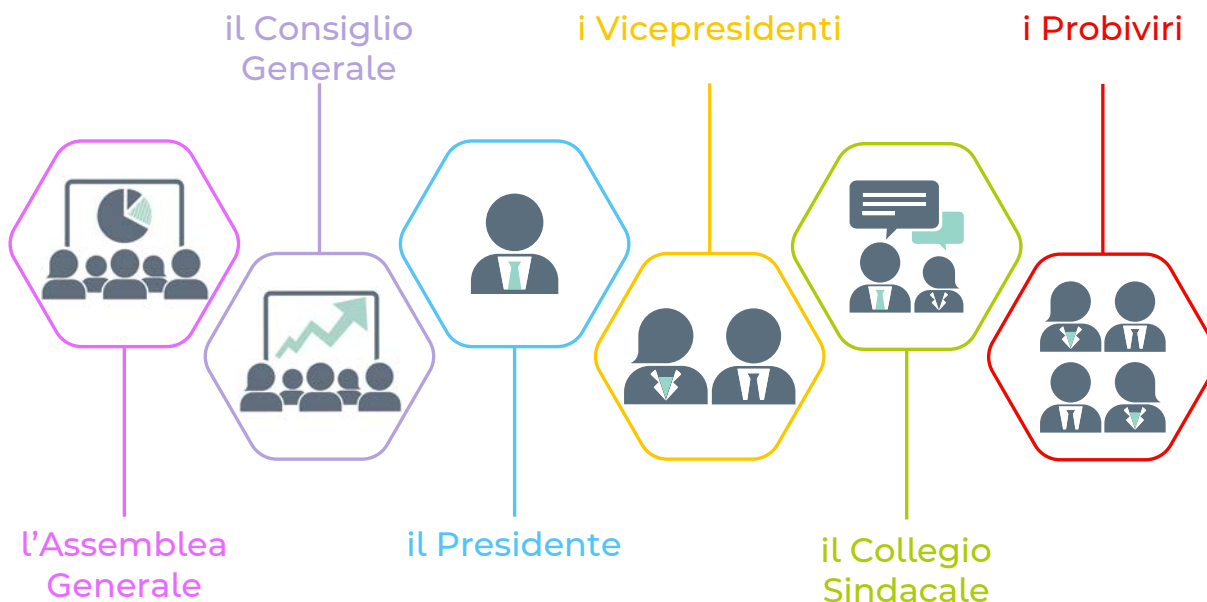 il Consiglio
Generale
i Vicepresidenti
i Probiviri
l’Assemblea
Generale
il Presidente
il Collegio
Sindacale